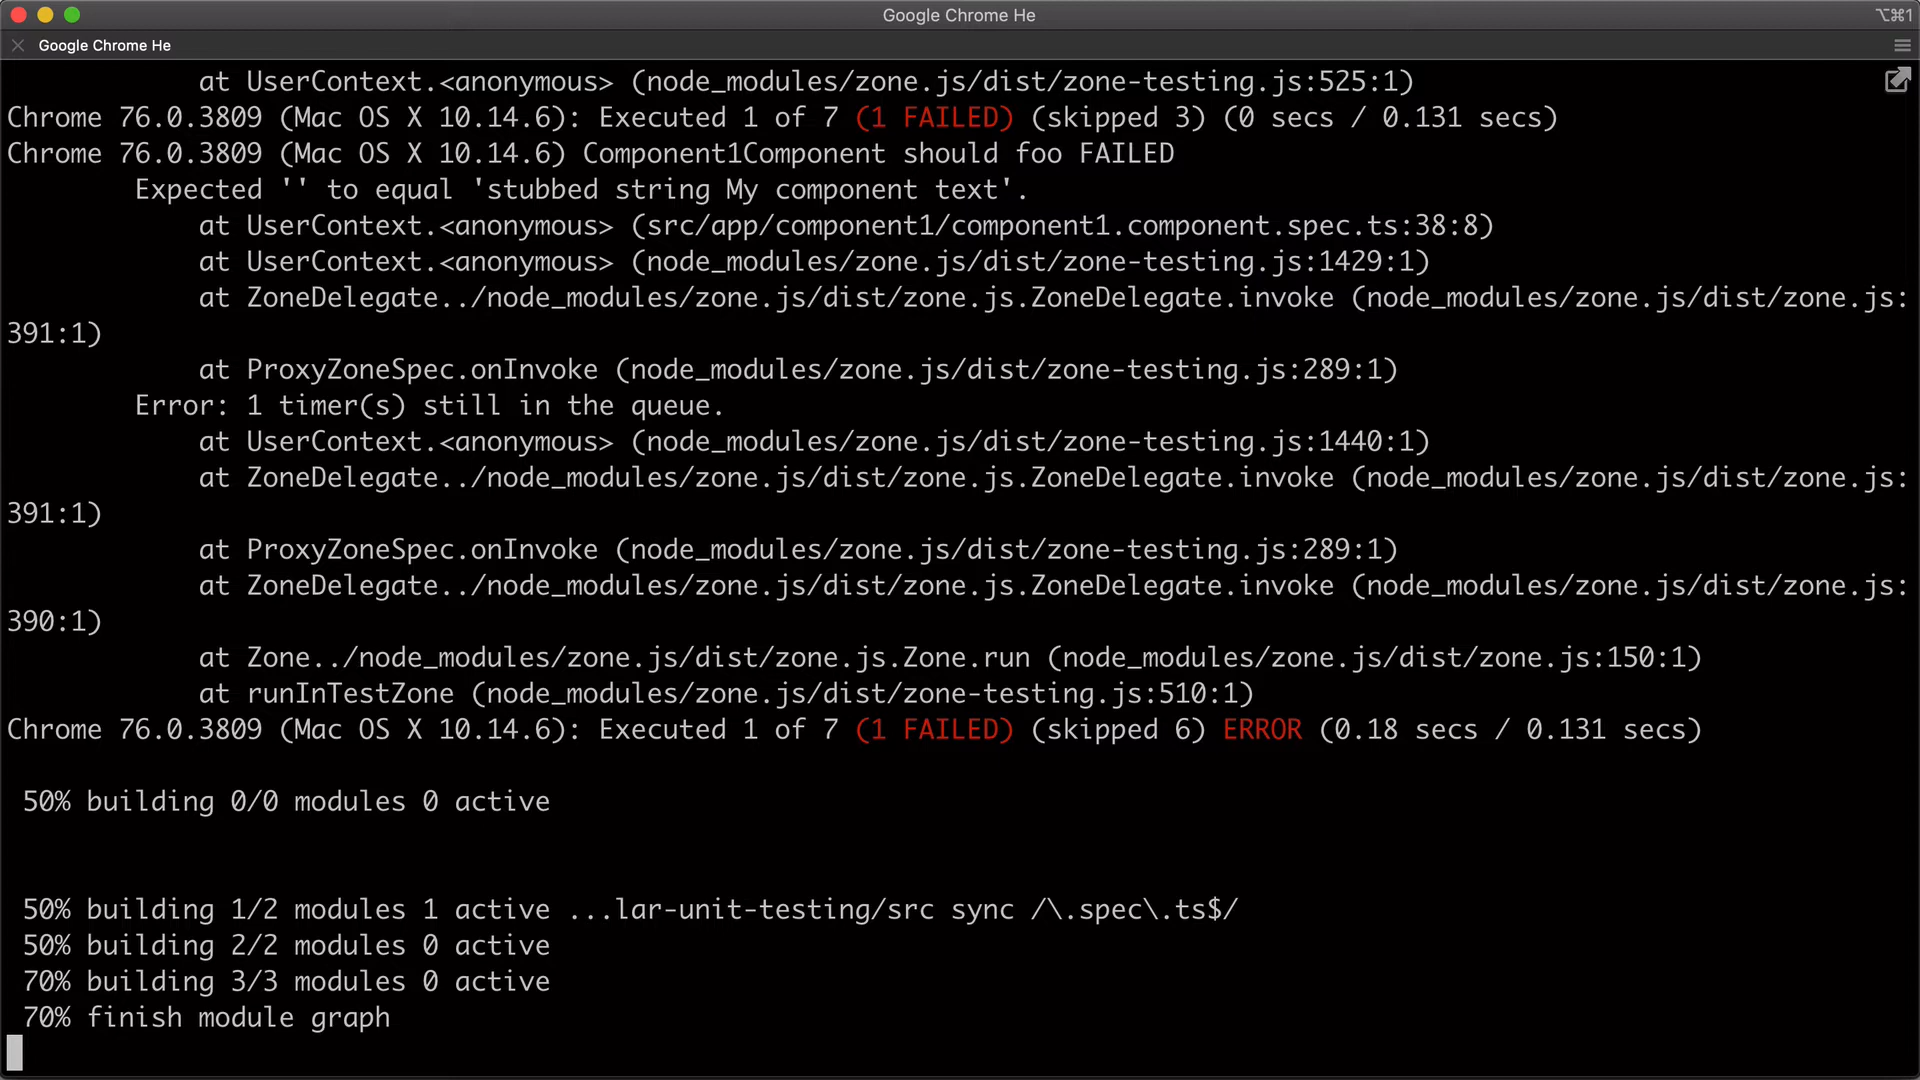 Google Chrome He
⌥⌘1
Google Chrome He
at UserContext.<anonymous> (node_modules/zone.js/dist/zone-testing.js:525:1)
Chrome 76.0.3809 (Mac OS X 10.14.6): Executed 1 of 7 (1 FAILED) (skipped 3) (0 secs / 0.131 secs)
Chrome 76.0.3809 (Mac OS X 10.14.6) Component1Component should foo FAILED
Expected '' to equal 'stubbed string My component text'.
at UserContext.<anonymous> (src/app/component1/component1.component.spec.ts:38:8)
at UserContext.<anonymous> (node_modules/zone.js/dist/zone-testing.js:1429:1)
at ZoneDelegate../node_modules/zone.js/dist/zone.js.ZoneDelegate.invoke (node_modules/zone.js/dist/zone.js:
391:1)
at ProxyZoneSpec.onInvoke (node_modules/zone.js/dist/zone-testing.js:289:1)
Error: 1 timer(s) still in the queue.
at UserContext.<anonymous> (node_modules/zone.js/dist/zone-testing.js:1440:1)
at ZoneDelegate../node_modules/zone.js/dist/zone.js.ZoneDelegate.invoke (node_modules/zone.js/dist/zone.js:
391:1)
at ProxyZoneSpec.onInvoke (node_modules/zone.js/dist/zone-testing.js:289:1)
at ZoneDelegate../node_modules/zone.js/dist/zone.js.ZoneDelegate.invoke (node_modules/zone.js/dist/zone.js:
390:1)
at Zone../node_modules/zone.js/dist/zone.js.Zone.run (node_modules/zone.js/dist/zone.js:150:1)
at runInTestZone (node_modules/zone.js/dist/zone-testing.js:510:1)
Chrome 76.0.3809 (Mac OS X 10.14.6): Executed 1 of 7 (1 FAILED) (skipped 6) ERROR (0.18 secs / 0.131 secs)
50% building 0/0 modules 0 active
50% building 1/2 modules 1 active ...lar-unit-testing/src sync /\.spec\.ts$/
50% building 2/2 modules 0 active
70% building 3/3 modules 0 active
70% finish module graph